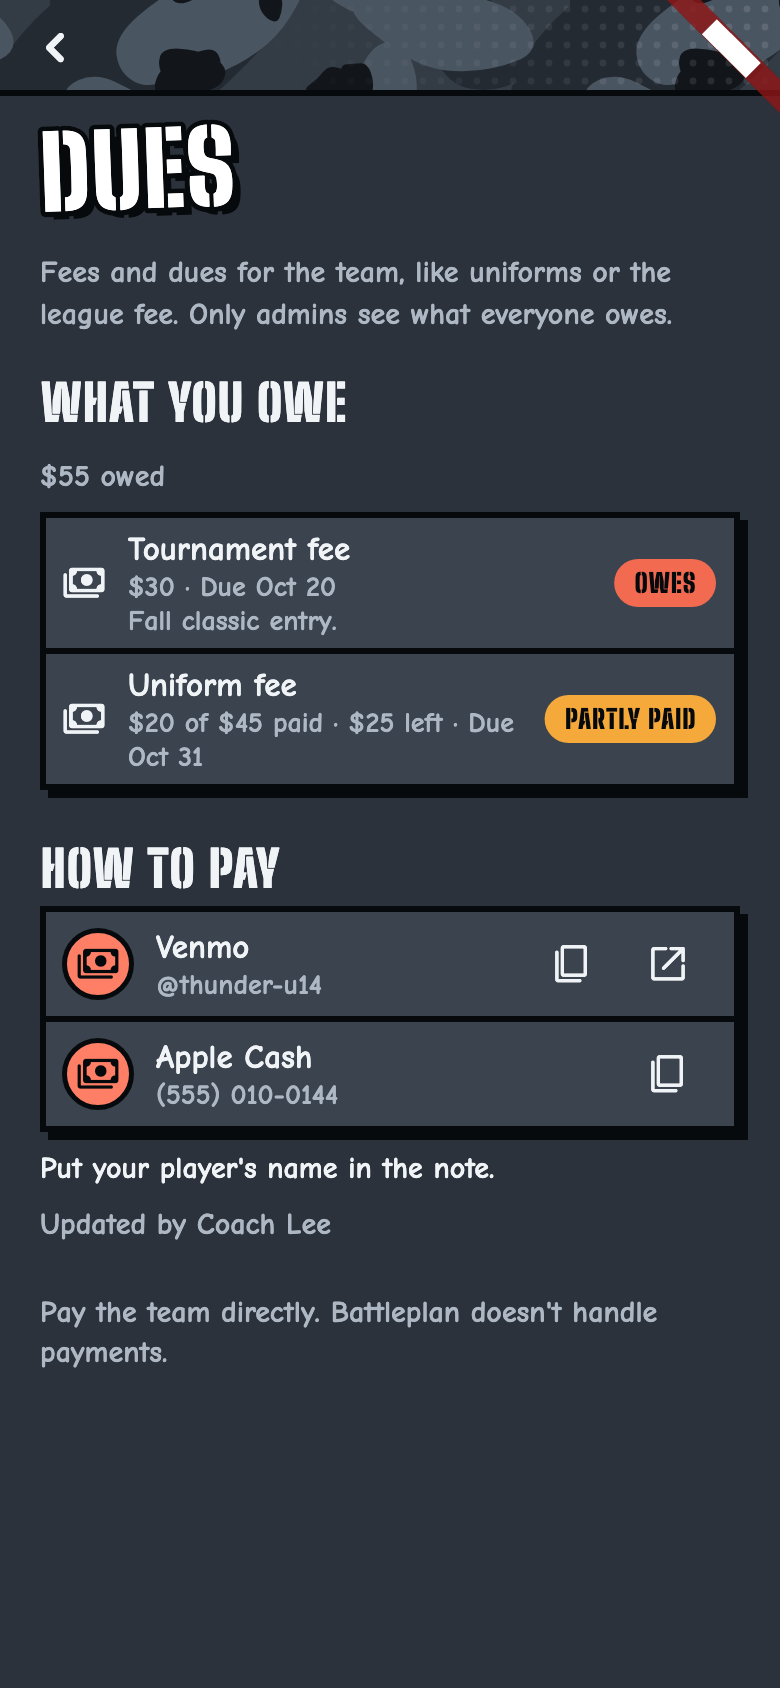 DUES
Fees and dues for the team, like uniforms or the
league fee. Only admins see what everyone owes.
WHAT YOU OWE
$55 owed
Tournament fee
$30 · Due Oct 20
Fall classic entry.
OWES
Uniform fee
$20 of $45 paid · $25 left · Due
Oct 31
PARTLY PAID
HOW TO PAY
Venmo
@thunder-u14
Apple Cash
(555) 010-0144
Put your player's name in the note.
Updated by Coach Lee
Pay the team directly. Battleplan doesn't handle
payments.